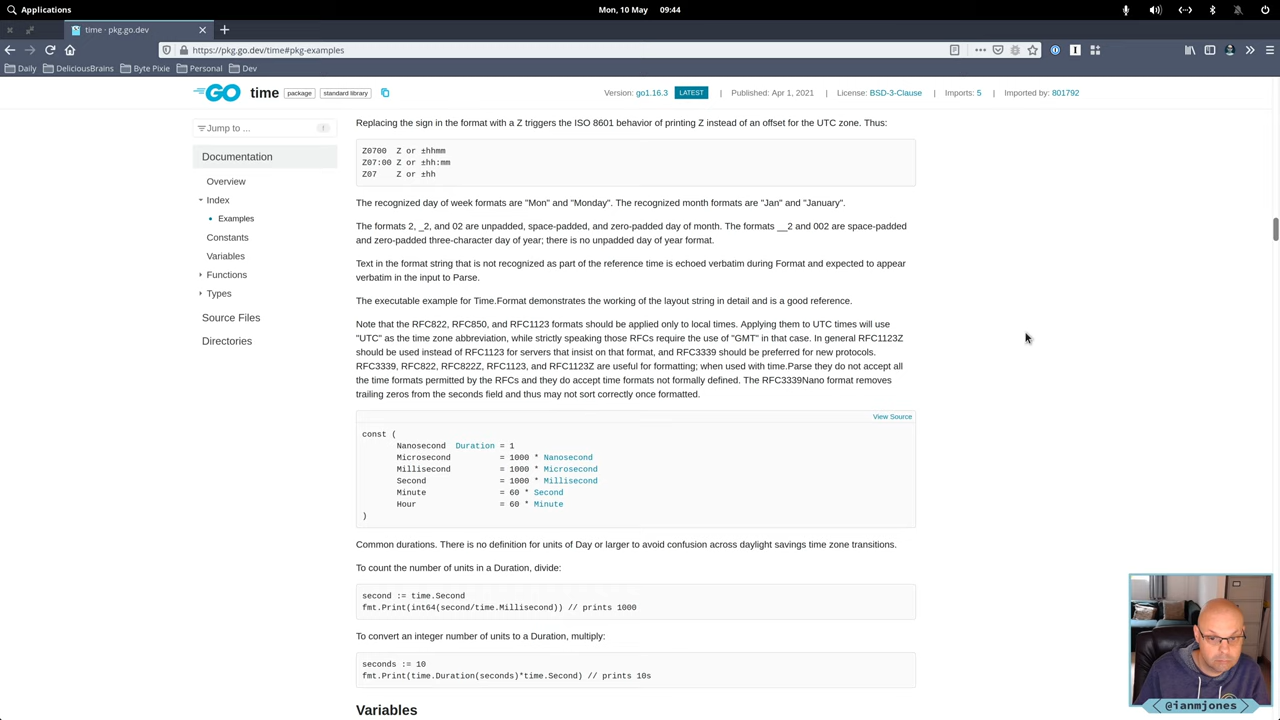 Applications
Mon, 10 May 09:44
time · pkg.go.dev
https://pkg.go.dev/time#pkg-examples
Daily DeliciousBrains Byte Pixie Personal Dev
GO time package standard library
Version: go1.16.3 LATEST | Published: Apr 1, 2021 | License: BSD-3-Clause | Imports: 5 | Imported by: 801792
Jump to ...
Documentation
Overview
Index
Examples
Constants
Variables
Functions
Types
Source Files
Directories
Replacing the sign in the format with a Z triggers the ISO 8601 behavior of printing Z instead of an offset for the UTC zone. Thus:
Z0700 Z or ±hhmm
Z07:00 Z or ±hh:mm
Z07 Z or ±hh
The recognized day of week formats are "Mon" and "Monday". The recognized month formats are "Jan" and "January".
The formats 2, _2, and 02 are unpadded, space-padded, and zero-padded day of month. The formats __2 and 002 are space-padded
and zero-padded three-character day of year; there is no unpadded day of year format.
Text in the format string that is not recognized as part of the reference time is echoed verbatim during Format and expected to appear
verbatim in the input to Parse.
The executable example for Time.Format demonstrates the working of the layout string in detail and is a good reference.
Note that the RFC822, RFC850, and RFC1123 formats should be applied only to local times. Applying them to UTC times will use
"UTC" as the time zone abbreviation, while strictly speaking those RFCs require the use of "GMT" in that case. In general RFC1123Z
should be used instead of RFC1123 for servers that insist on that format, and RFC3339 should be preferred for new protocols.
RFC3339, RFC822, RFC822Z, RFC1123, and RFC1123Z are useful for formatting; when used with time.Parse they do not accept all
the time formats permitted by the RFCs and they do accept time formats not formally defined. The RFC3339Nano format removes
trailing zeros from the seconds field and thus may not sort correctly once formatted.
View Source
const (
Nanosecond Duration = 1
Microsecond = 1000 * Nanosecond
Millisecond = 1000 * Microsecond
Second = 1000 * Millisecond
Minute = 60 * Second
Hour = 60 * Minute
)
Common durations. There is no definition for units of Day or larger to avoid confusion across daylight savings time zone transitions.
To count the number of units in a Duration, divide:
second := time.Second
fmt.Print(int64(second/time.Millisecond)) // prints 1000
To convert an integer number of units to a Duration, multiply:
seconds := 10
fmt.Print(time.Duration(seconds)*time.Second) // prints 10s
Variables
@ianmjones